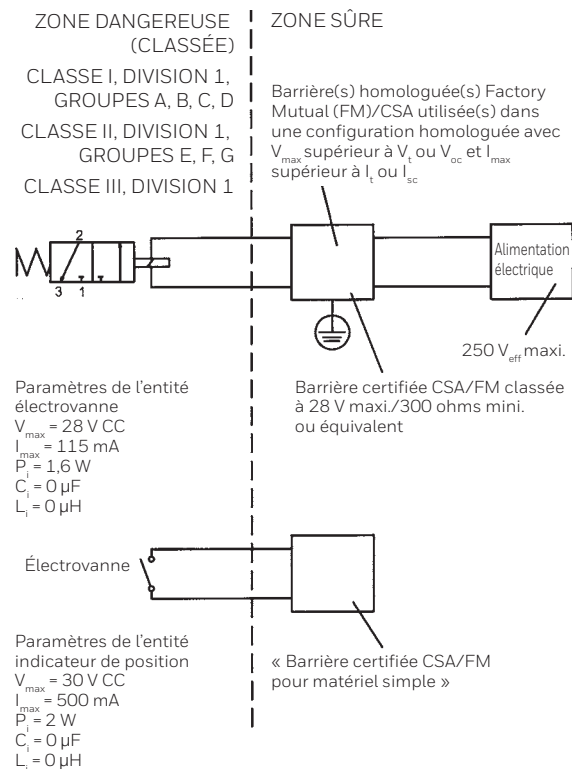 ZONE DANGEREUSE
(CLASSÉE)
CLASSE I, DIVISION 1,
GROUPES A, B, C, D
CLASSE II, DIVISION 1,
GROUPES E, F, G
CLASSE III, DIVISION 1
ZONE SÛRE
Barrière(s) homologuée(s) Factory
Mutual (FM)/CSA utilisée(s) dans
une configuration homologuée avec
Vmax supérieur à Vt ou Voc et Imax
supérieur à It ou Isc
2
3 1
Alimentation
électrique
250 Veff maxi.
Barrière certifiée CSA/FM classée
à 28 V maxi./300 ohms mini.
ou équivalent
Paramètres de l’entité
électrovanne
Vmax = 28 V CC
Imax = 115 mA
Pi = 1,6 W
Ci = 0 µF
Li = 0 µH
Électrovanne
« Barrière certifiée CSA/FM
pour matériel simple »
Paramètres de l’entité
indicateur de position
Vmax = 30 V CC
Imax = 500 mA
Pi = 2 W
Ci = 0 µF
Li = 0 µH